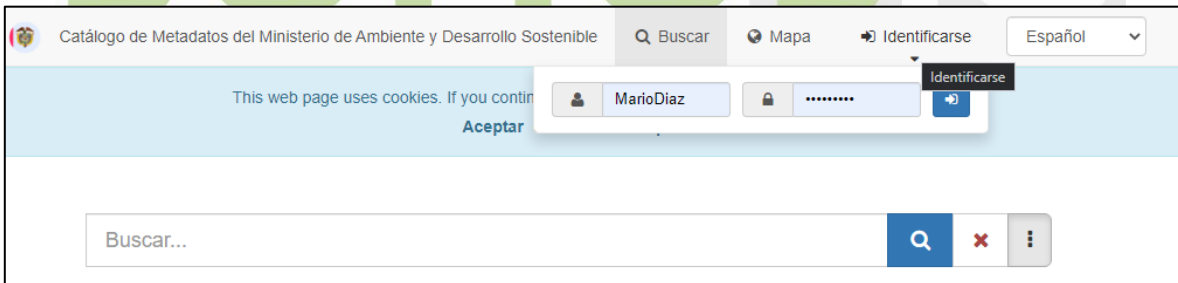 Catálogo de Metadatos del Ministerio de Ambiente y Desarrollo Sostenible Buscar Mapa Identificarse Español
Identificarse
This web page uses cookies. If you contin
MarioDiaz •••••••••
Aceptar
Buscar...